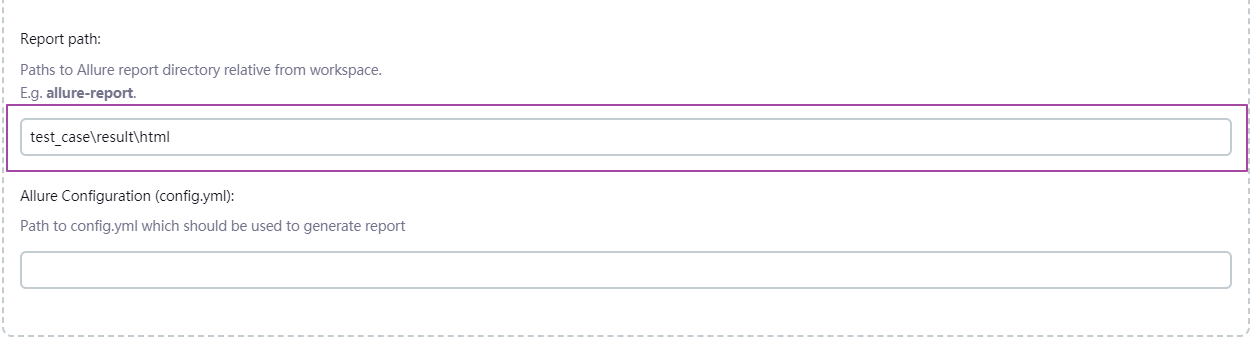 Report path:
Paths to Allure report directory relative from workspace.
E.g. allure-report.
test_case\result\html
Allure Configuration (config.yml):
Path to config.yml which should be used to generate report